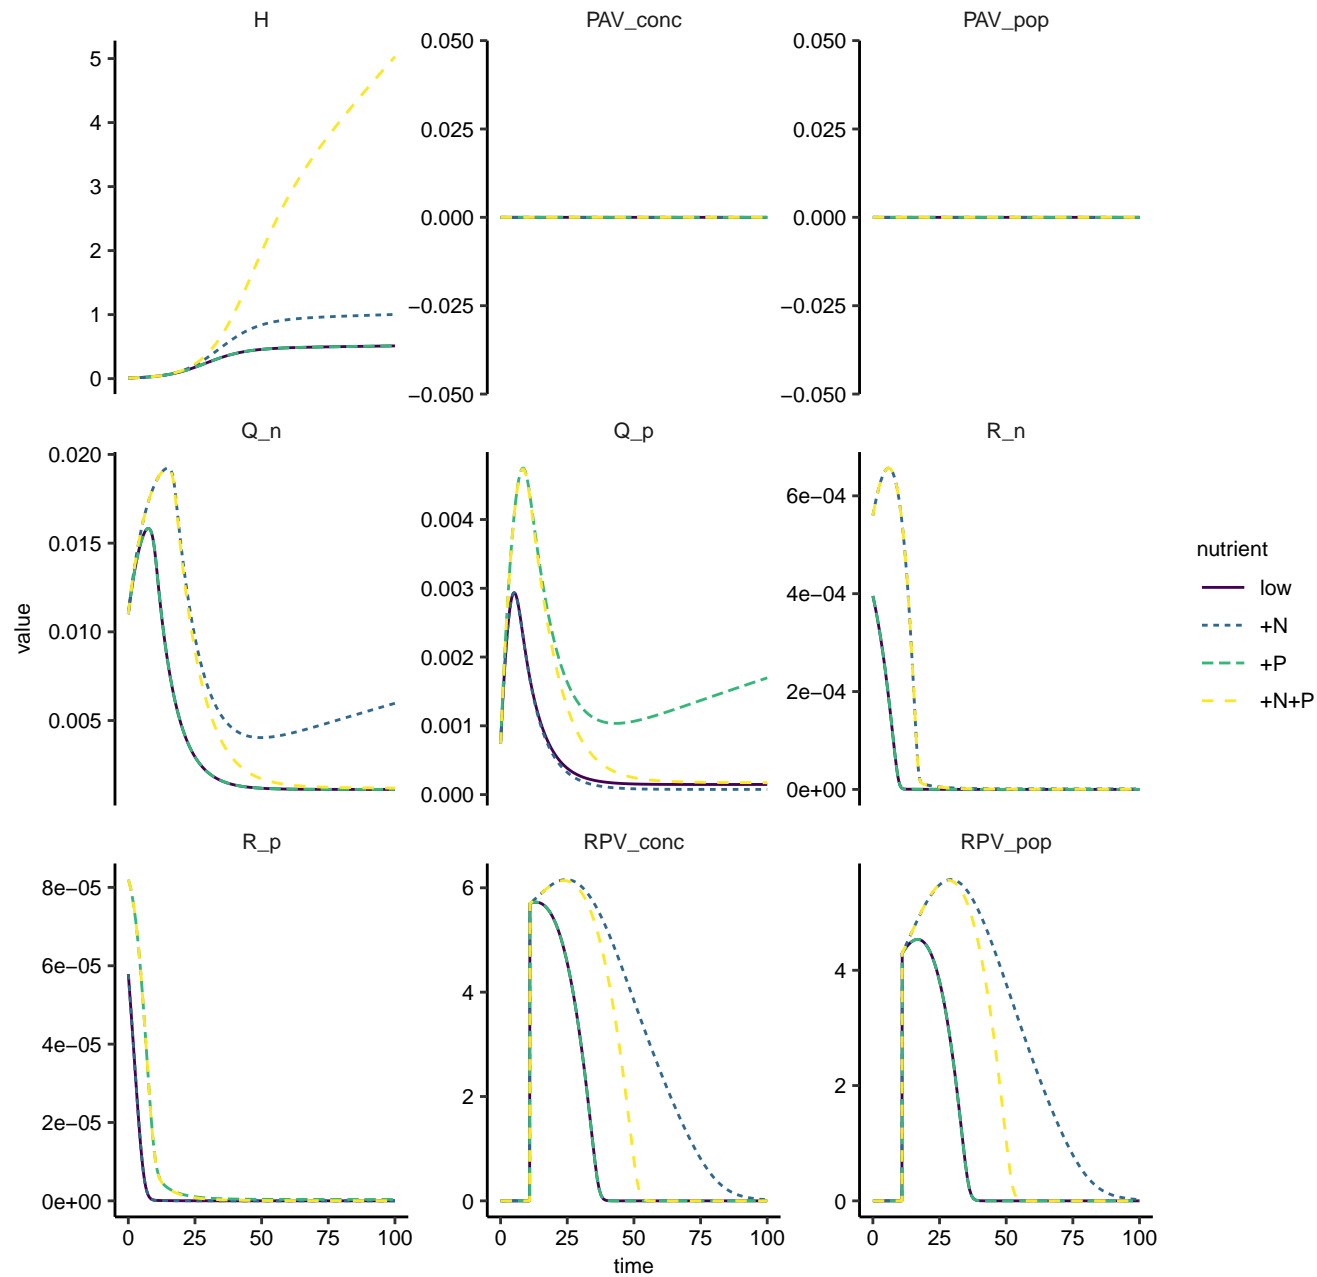 H
PAV_conc
PAV_pop
5
4
3
2
1
0
0.050
0.025
0.000
−0.025
−0.050
0.050
0.025
0.000
−0.025
−0.050
Q_n
Q_p
R_n
0.020
0.015
0.010
0.005
0.004
0.003
0.002
0.001
0.000
6e−04
4e−04
2e−04
0e+00
value
nutrient
low
+N
+P
+N+P
R_p
RPV_conc
RPV_pop
8e−05
6e−05
4e−05
2e−05
0e+00
6
4
2
0
4
2
0
0 25 50 75 100
0 25 50 75 100
0 25 50 75 100
time